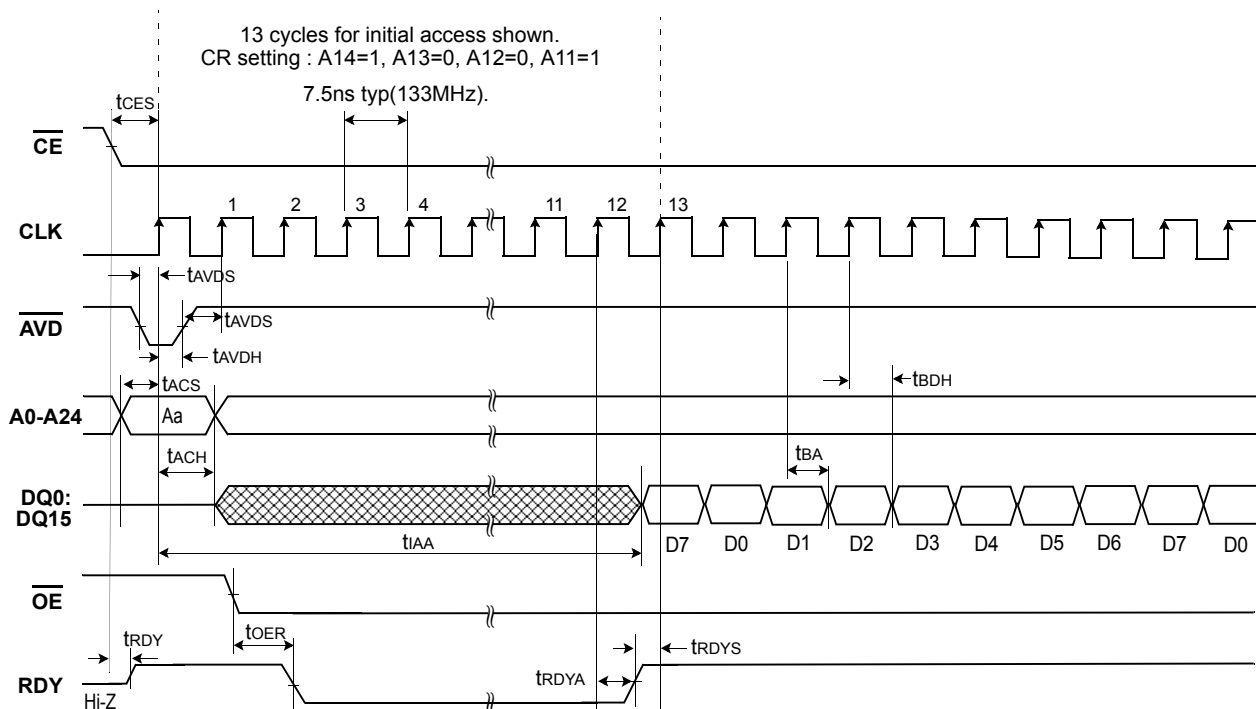 13 cycles for initial access shown.
CR setting : A14=1, A13=0, A12=0, A11=1
7.5ns typ(133MHz).
tCES
CE
CLK
1 2 3 4 11 12 13
tAVDS
AVD
tAVDS
tAVDH
tACS
tBDH
A0-A24
Aa
tACH
tBA
DQ0:
DQ15
tIAA
D7 D0 D1 D2 D3 D4 D5 D6 D7 D0
OE
tRDY
tOER
tRDYS
tRDYA
RDY
Hi-Z